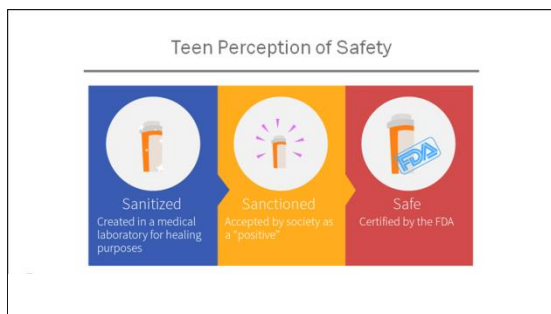 Teen Perception of Safety
Sanitized
Created in a medical
laboratory for healing
purposes
Sanctioned
Accepted by society as
a “positive”
FDA
Safe
Certified by the FDA